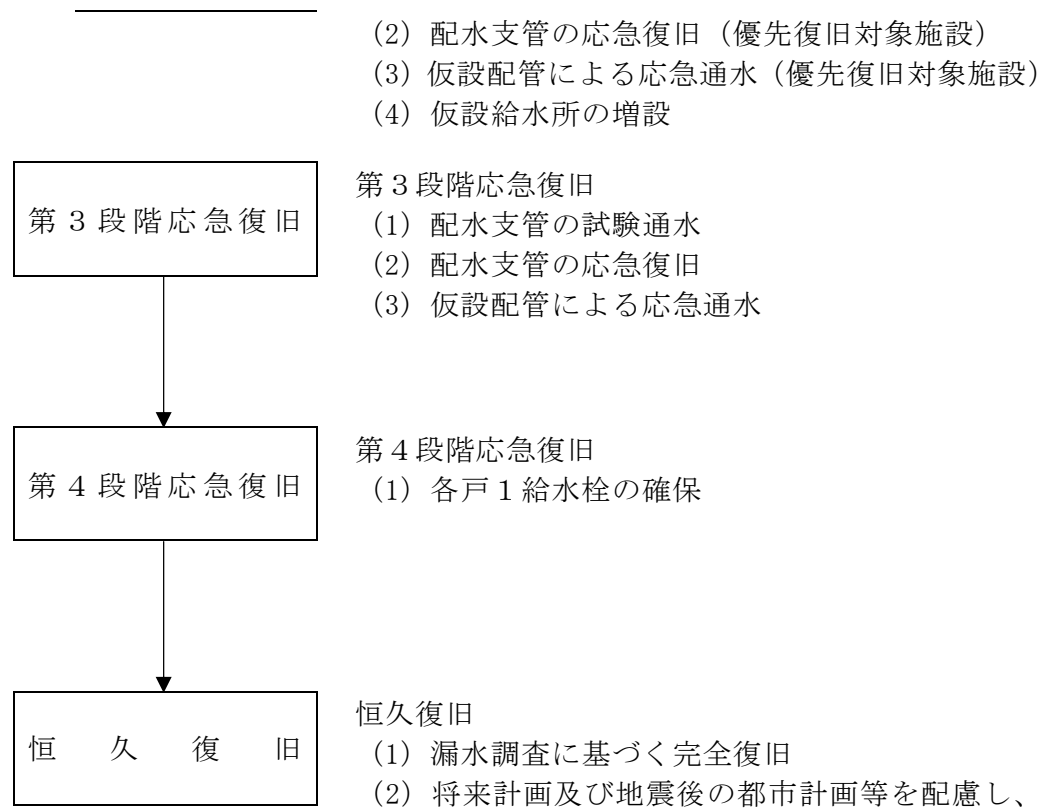 (2) 配水支管の応急復旧（優先復旧対象施設）
(3) 仮設配管による応急通水（優先復旧対象施設）
(4) 仮設給水所の増設
第３段階応急復旧
第３段階応急復旧
(1) 配水支管の試験通水
(2) 配水支管の応急復旧
(3) 仮設配管による応急通水
第４段階応急復旧
第４段階応急復旧
(1) 各戸１給水栓の確保
恒久復旧
恒久復旧
(1) 漏水調査に基づく完全復旧
(2) 将来計画及び地震後の都市計画等を配慮し、